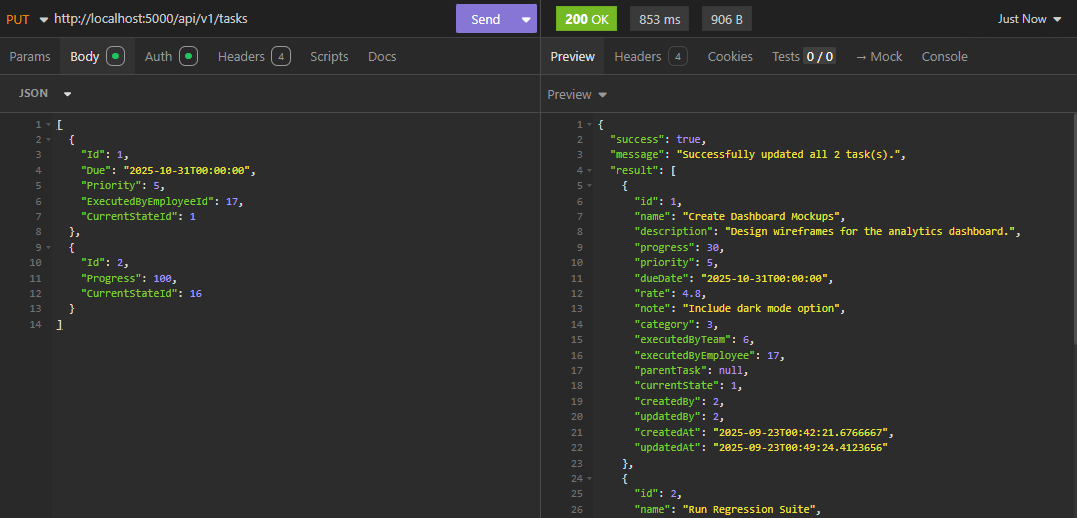 PUT http://localhost:5000/api/v1/tasks Send
200 OK 853 ms 906 B Just Now
Params Body Auth Headers 4 Scripts Docs
Preview Headers 4 Cookies Tests 0 / 0 → Mock Console
JSON
Preview
1 [
2 {
3 "Id": 1,
4 "Due": "2025-10-31T00:00:00",
5 "Priority": 5,
6 "ExecutedByEmployeeId": 17,
7 "CurrentStateId": 1
8 },
9 {
10 "Id": 2,
11 "Progress": 100,
12 "CurrentStateId": 16
13 }
14 ]
1 {
2 "success": true,
3 "message": "Successfully updated all 2 task(s).",
4 "result": [
5 {
6 "id": 1,
7 "name": "Create Dashboard Mockups",
8 "description": "Design wireframes for the analytics dashboard.",
9 "progress": 30,
10 "priority": 5,
11 "dueDate": "2025-10-31T00:00:00",
12 "rate": 4.8,
13 "note": "Include dark mode option",
14 "category": 3,
15 "executedByTeam": 6,
16 "executedByEmployee": 17,
17 "parentTask": null,
18 "currentState": 1,
19 "createdBy": 2,
20 "updatedBy": 2,
21 "createdAt": "2025-09-23T00:42:21.6766667",
22 "updatedAt": "2025-09-23T00:49:24.4123656"
23 },
24 {
25 "id": 2,
26 "name": "Run Regression Suite",